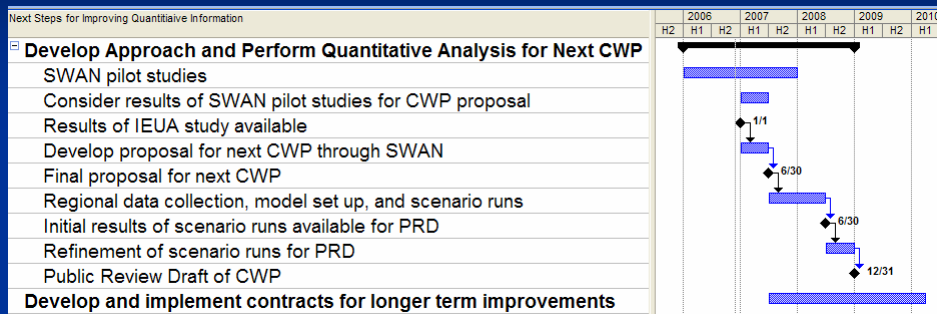 Next Steps for Improving Quantitiaive Information
2006 2007 2008 2009 2010
H2 H1 H2 H1 H2 H1 H2 H1 H2 H1
Develop Approach and Perform Quantitative Analysis for Next CWP
SWAN pilot studies
Consider results of SWAN pilot studies for CWP proposal
Results of IEUA study available
1/1
Develop proposal for next CWP through SWAN
Final proposal for next CWP
6/30
Regional data collection, model set up, and scenario runs
Initial results of scenario runs available for PRD
6/30
Refinement of scenario runs for PRD
Public Review Draft of CWP
12/31
Develop and implement contracts for longer term improvements